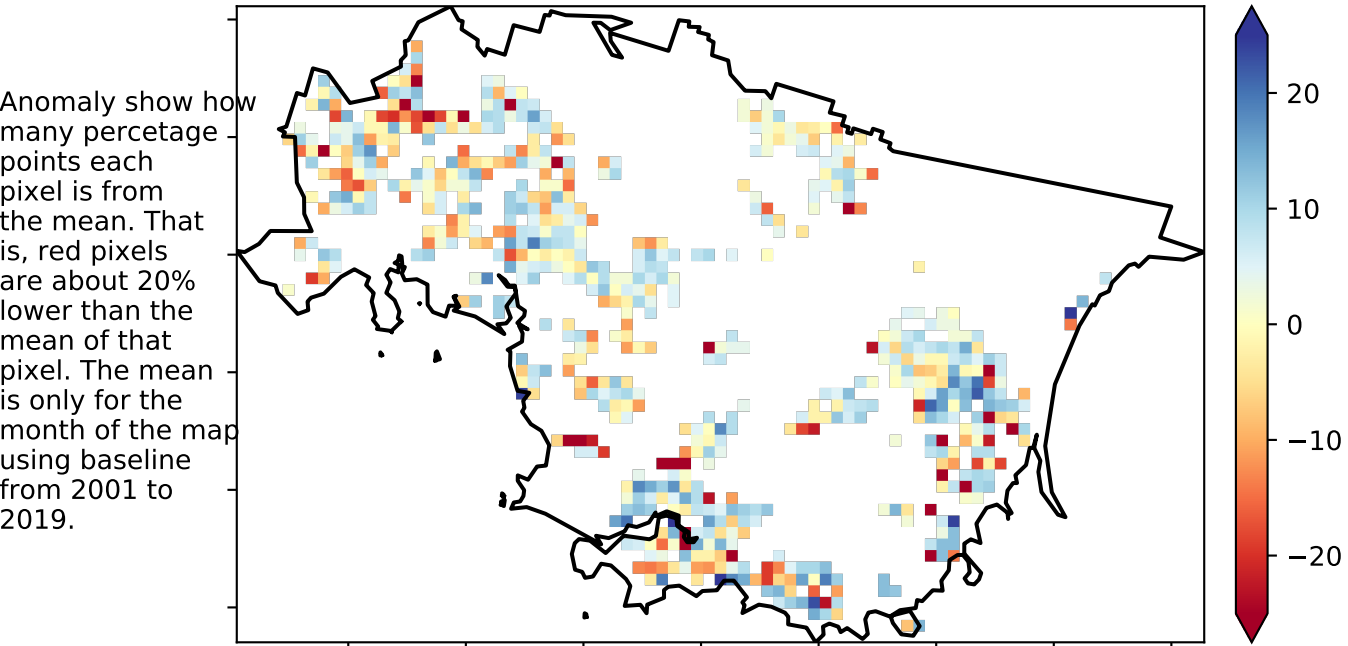 Anomaly show how
many percetage
points each
pixel is from
the mean. That
is, red pixels
are about 20%
lower than the
mean of that
pixel. The mean
is only for the
month of the map
using baseline
from 2001 to
2019.
20
10
0
−10
−20